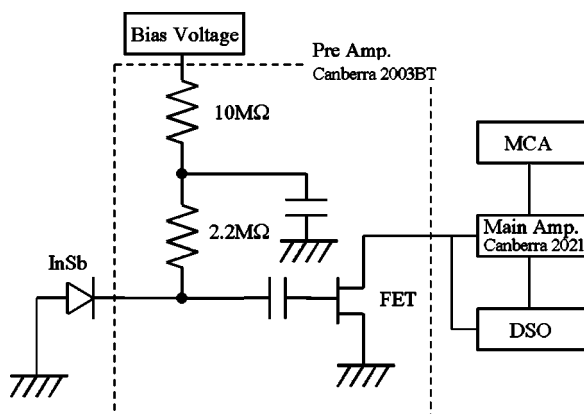 Bias Voltage
Pre Amp.
Canberra 2003BT
10MΩ
MCA
2.2MΩ
Main Amp.
Canberra 2021
InSb
FET
DSO